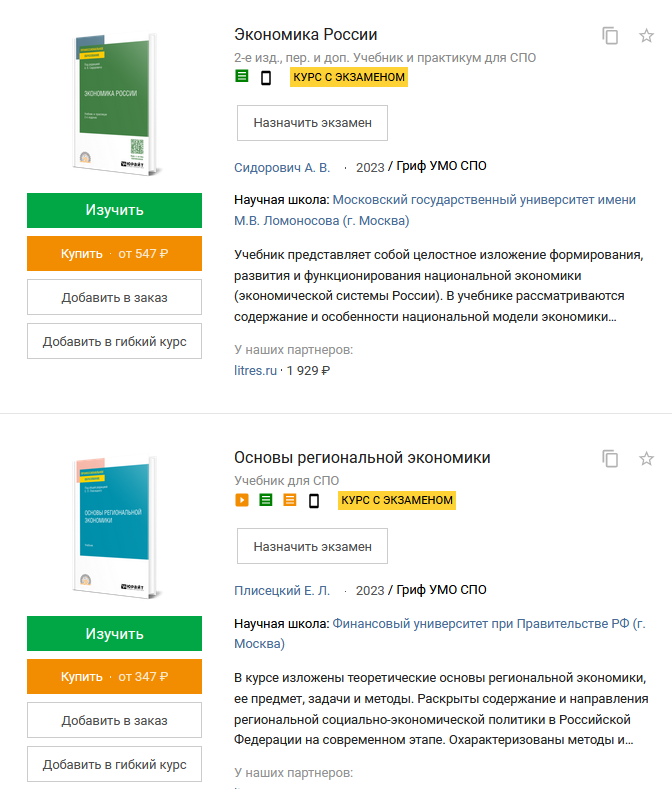 Экономика России
2-е изд., пер. и доп. Учебник и практикум для СПО
КУРС С ЭКЗАМЕНОМ
Назначить экзамен
Сидорович А. В. · 2023 / Гриф УМО СПО
Научная школа: Московский государственный университет имени
М.В. Ломоносова (г. Москва)
Учебник представляет собой целостное изложение формирования,
развития и функционирования национальной экономики
(экономической системы России). В учебнике рассматриваются
содержание и особенности национальной модели экономики…
У наших партнеров:
litres.ru · 1 929 ₽
ЭКОНОМИКА РОССИИ
ЮРАЙТ
Изучить
Купить · от 547 ₽
Добавить в заказ
Добавить в гибкий курс
Основы региональной экономики
Учебник для СПО
КУРС С ЭКЗАМЕНОМ
Назначить экзамен
Плисецкий Е. Л. · 2023 / Гриф УМО СПО
Научная школа: Финансовый университет при Правительстве РФ (г.
Москва)
В курсе изложены теоретические основы региональной экономики,
ее предмет, задачи и методы. Раскрыты содержание и направления
региональной социально-экономической политики в Российской
Федерации на современном этапе. Охарактеризованы методы и…
У наших партнеров:
ОСНОВЫ РЕГИОНАЛЬНОЙ
ЭКОНОМИКИ
ЮРАЙТ
Изучить
Купить · от 347 ₽
Добавить в заказ
Добавить в гибкий курс